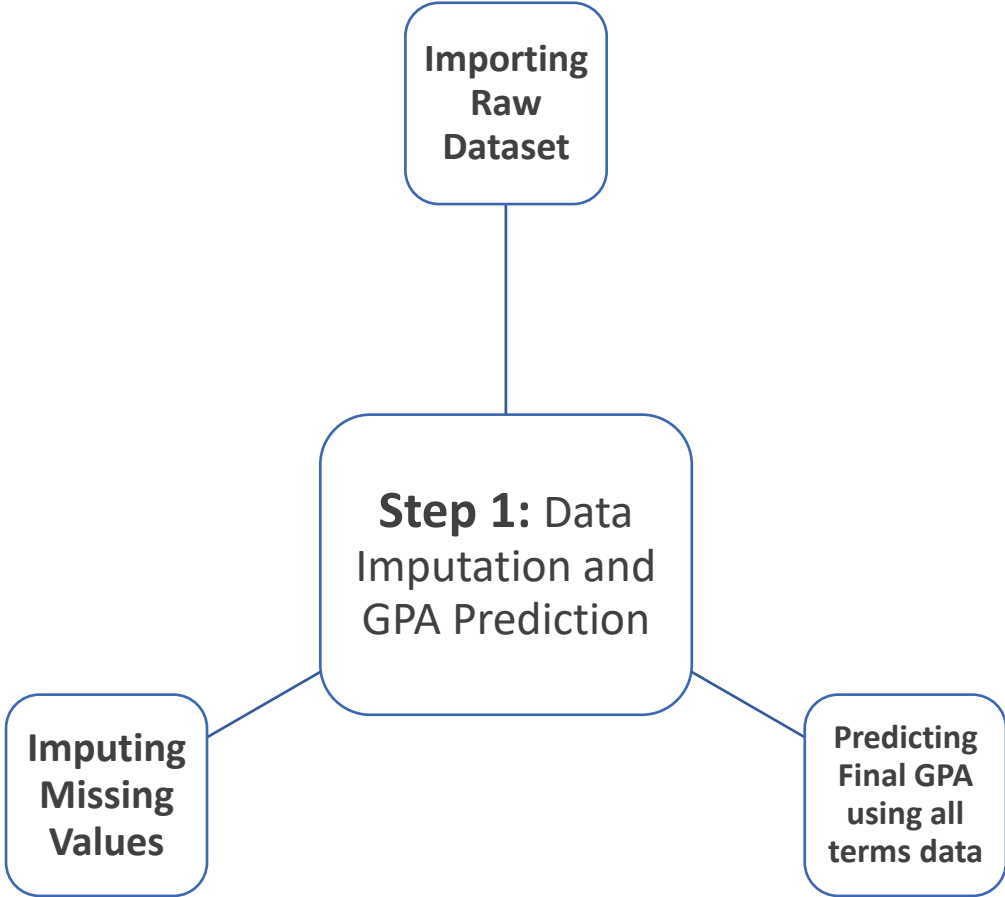 Importing
Raw
Dataset
Step 1: Data
Imputation and
GPA Prediction
Imputing
Missing
Values
Predicting
Final GPA
using all
terms data